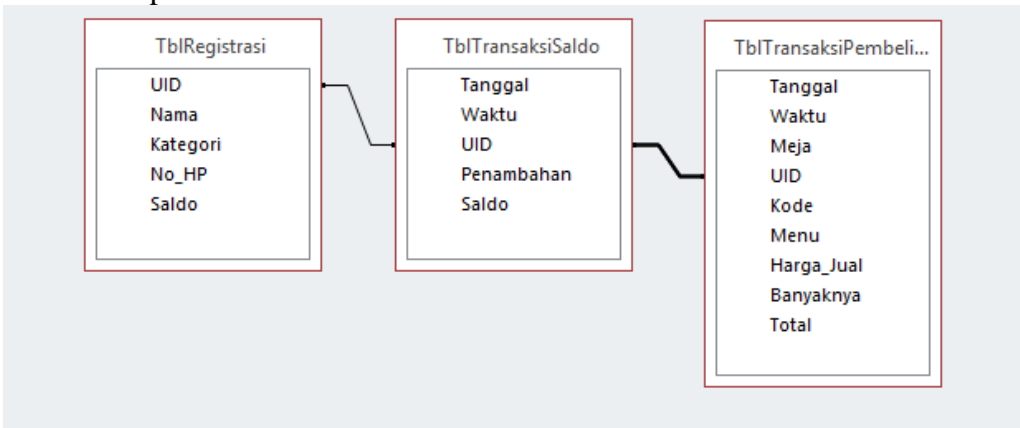 TblRegistrasi
UID
Nama
Kategori
No_HP
Saldo
TblTransaksiSaldo
Tanggal
Waktu
UID
Penambahan
Saldo
TblTransaksiPembeli...
Tanggal
Waktu
Meja
UID
Kode
Menu
Harga_Jual
Banyaknya
Total